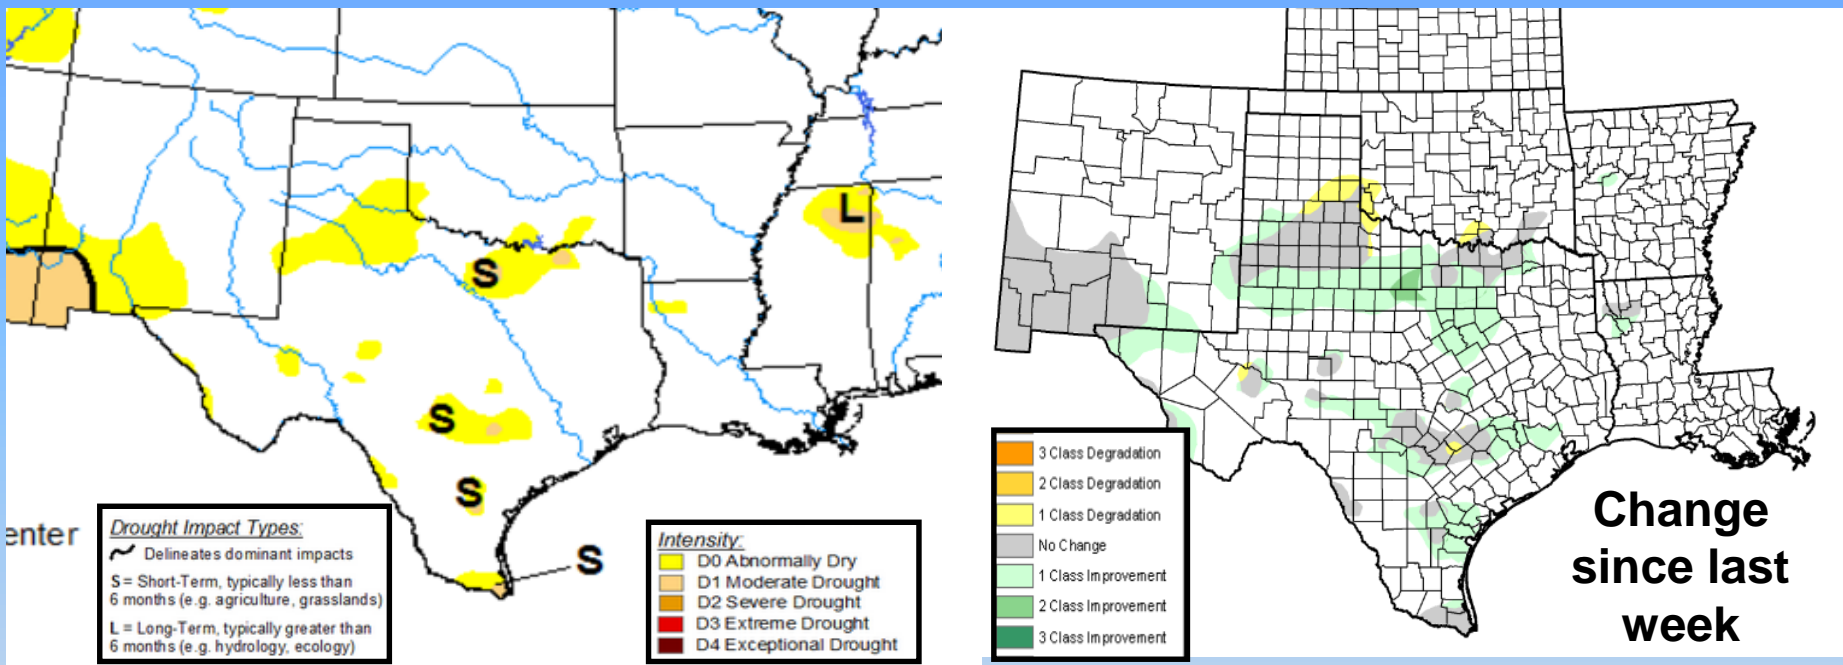 L
S
S
S
S
enter
Drought Impact Types:
Delineates dominant impacts
S = Short-Term, typically less than
6 months (e.g. agriculture, grasslands)
L = Long-Term, typically greater than
6 months (e.g. hydrology, ecology)
Intensity:
D0 Abnormally Dry
D1 Moderate Drought
D2 Severe Drought
D3 Extreme Drought
D4 Exceptional Drought
3 Class Degradation
2 Class Degradation
1 Class Degradation
No Change
1 Class Improvement
2 Class Improvement
3 Class Improvement
Change
since last
week